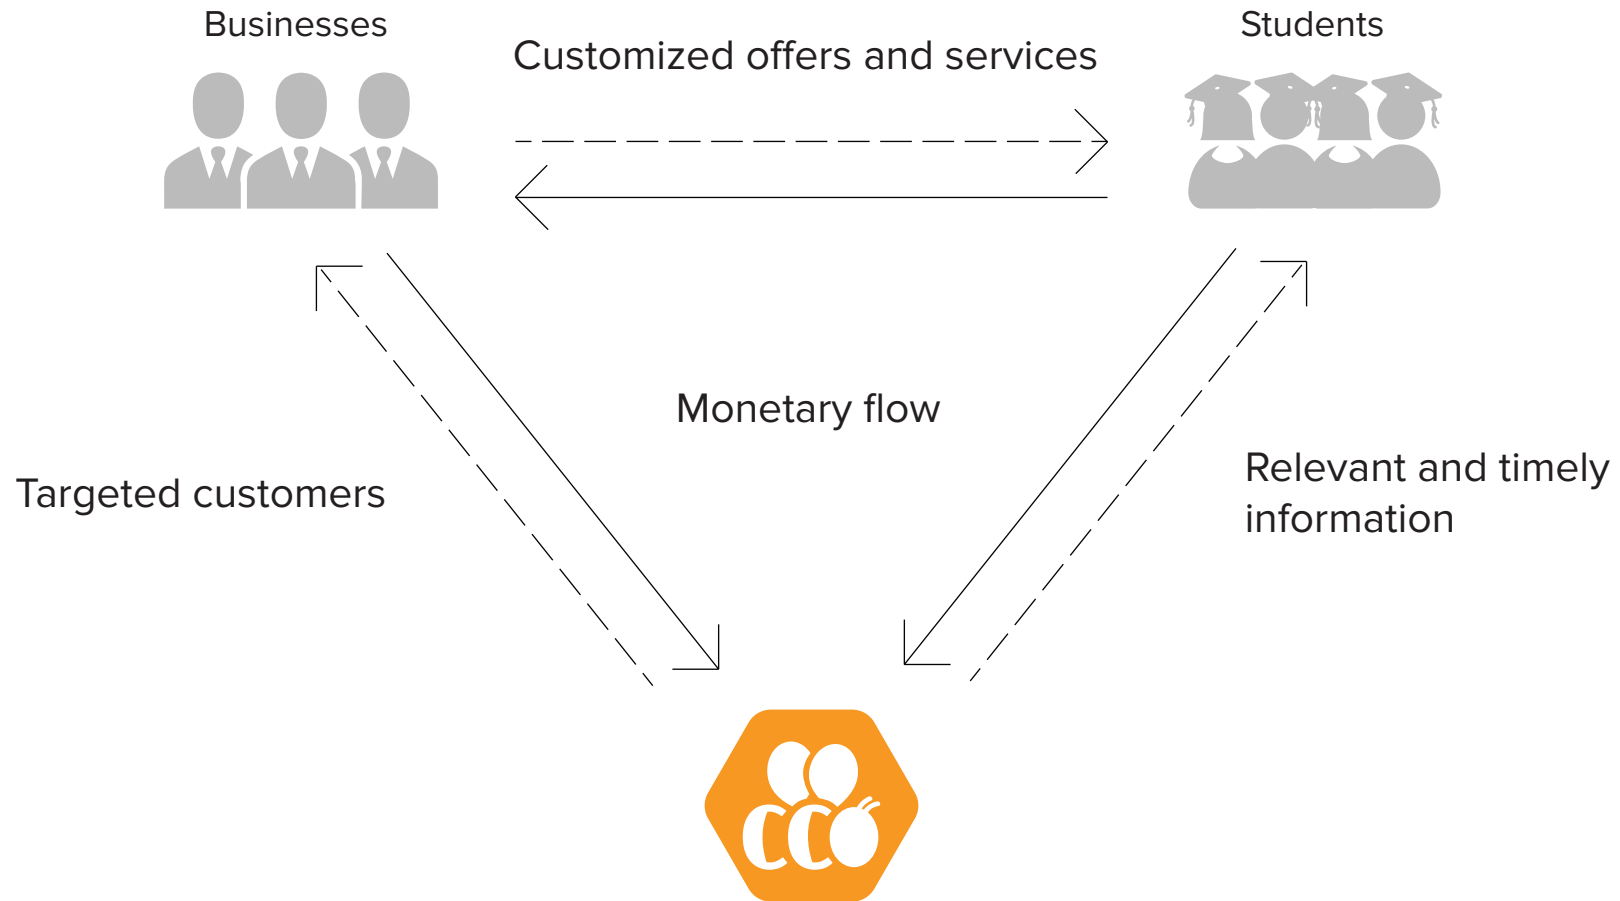 Businesses
Students
Customized offers and services
Monetary flow
Targeted customers
Relevant and timely
information